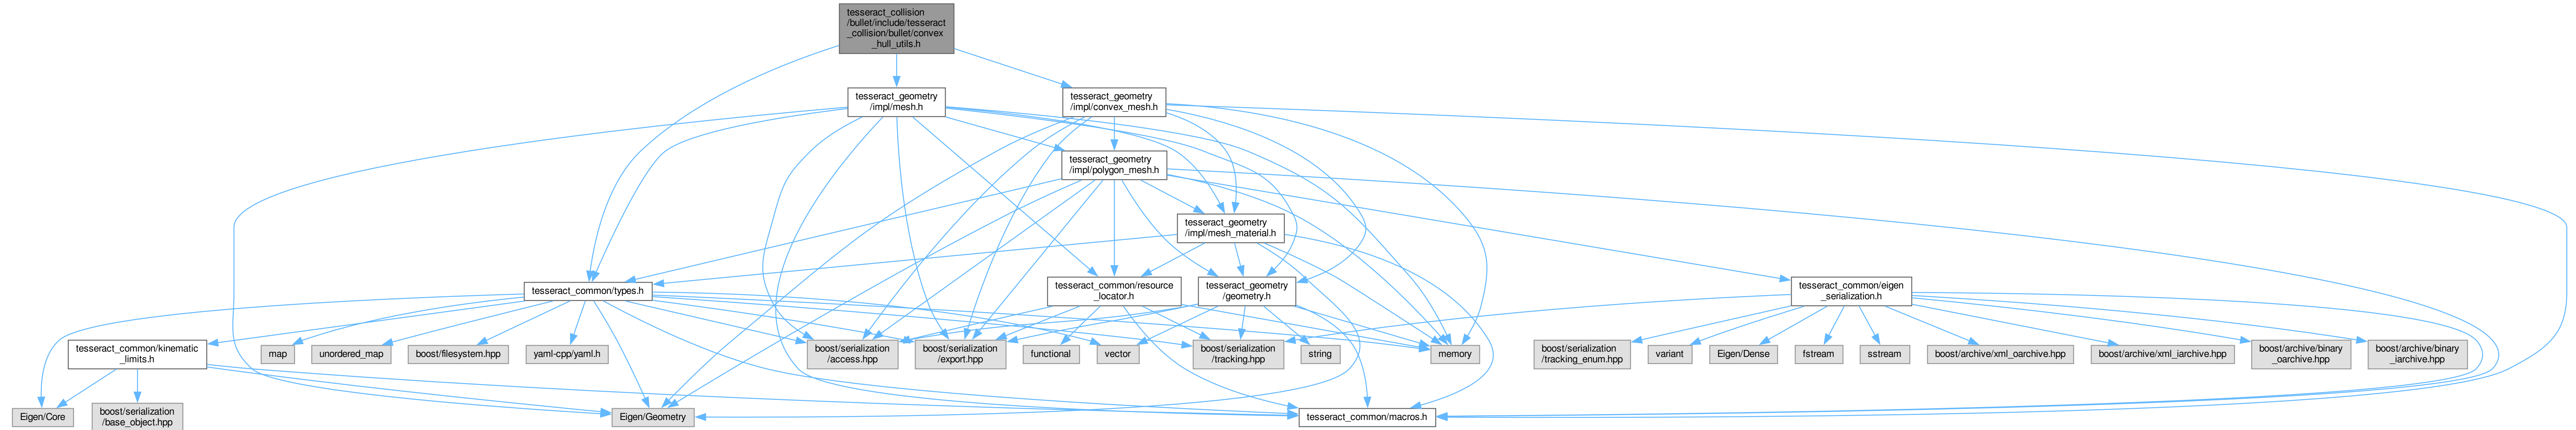 tesseract_collision
/bullet/include/tesseract
_collision/bullet/convex
_hull_utils.h
tesseract_geometry
/impl/mesh.h
tesseract_geometry
/impl/convex_mesh.h
tesseract_geometry
/impl/polygon_mesh.h
tesseract_geometry
/impl/mesh_material.h
tesseract_common/types.h
tesseract_common/resource
_locator.h
tesseract_geometry
/geometry.h
tesseract_common/eigen
_serialization.h
tesseract_common/kinematic
_limits.h
map
unordered_map
boost/filesystem.hpp
yaml-cpp/yaml.h
boost/serialization
/access.hpp
boost/serialization
/export.hpp
functional
vector
boost/serialization
/tracking.hpp
string
memory
boost/serialization
/tracking_enum.hpp
variant
Eigen/Dense
fstream
sstream
boost/archive/xml_oarchive.hpp
boost/archive/xml_iarchive.hpp
boost/archive/binary
_oarchive.hpp
boost/archive/binary
_iarchive.hpp
Eigen/Core
boost/serialization
/base_object.hpp
Eigen/Geometry
tesseract_common/macros.h